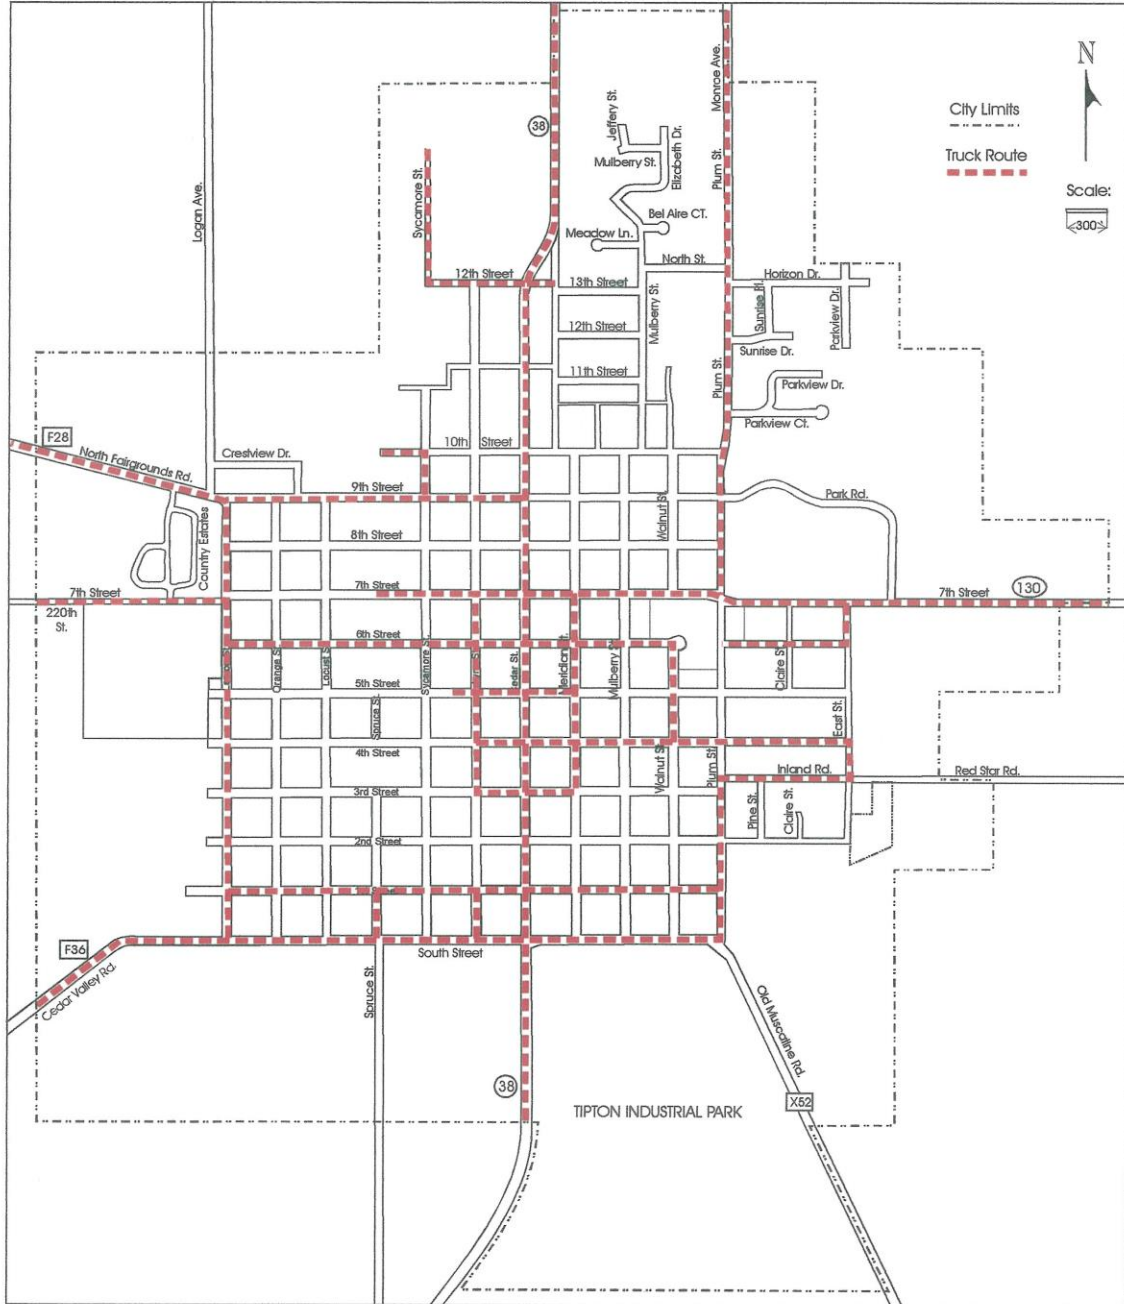 N
City Limits
Truck Route
Scale:
300'
Monroe Ave.
38
Jeffery St.
Mulberry St.
Elizabeth Dr.
Plum St.
Sycamore St.
Logan Ave.
Bel Aire CT.
Meadow Ln.
North St.
12th Street
13th Street
Horizon Dr.
Mulberry St.
Sunrise Pl.
Parkview Dr.
12th Street
Sunrise Dr.
11th Street
Plum St.
Parkview Dr.
Parkview Ct.
F28
North Fairgrounds Rd.
Crestview Dr.
10th Street
9th Street
Walnut St.
Park Rd.
8th Street
Country Estates
7th Street
7th Street
7th Street
130
220th
St.
6th Street
Orange St.
Locust St.
Sycamore St.
Cedar St.
Meridian St.
Mulberry St.
Claire St.
5th Street
Spruce St.
East St.
4th Street
Walnut St.
Plum St.
Inland Rd.
Red Star Rd.
3rd Street
Pine St.
Claire St.
2nd Street
F36
Cedar Valley Rd.
South Street
Spruce St.
Old Muscatine Rd.
38
X52
TIPTON INDUSTRIAL PARK